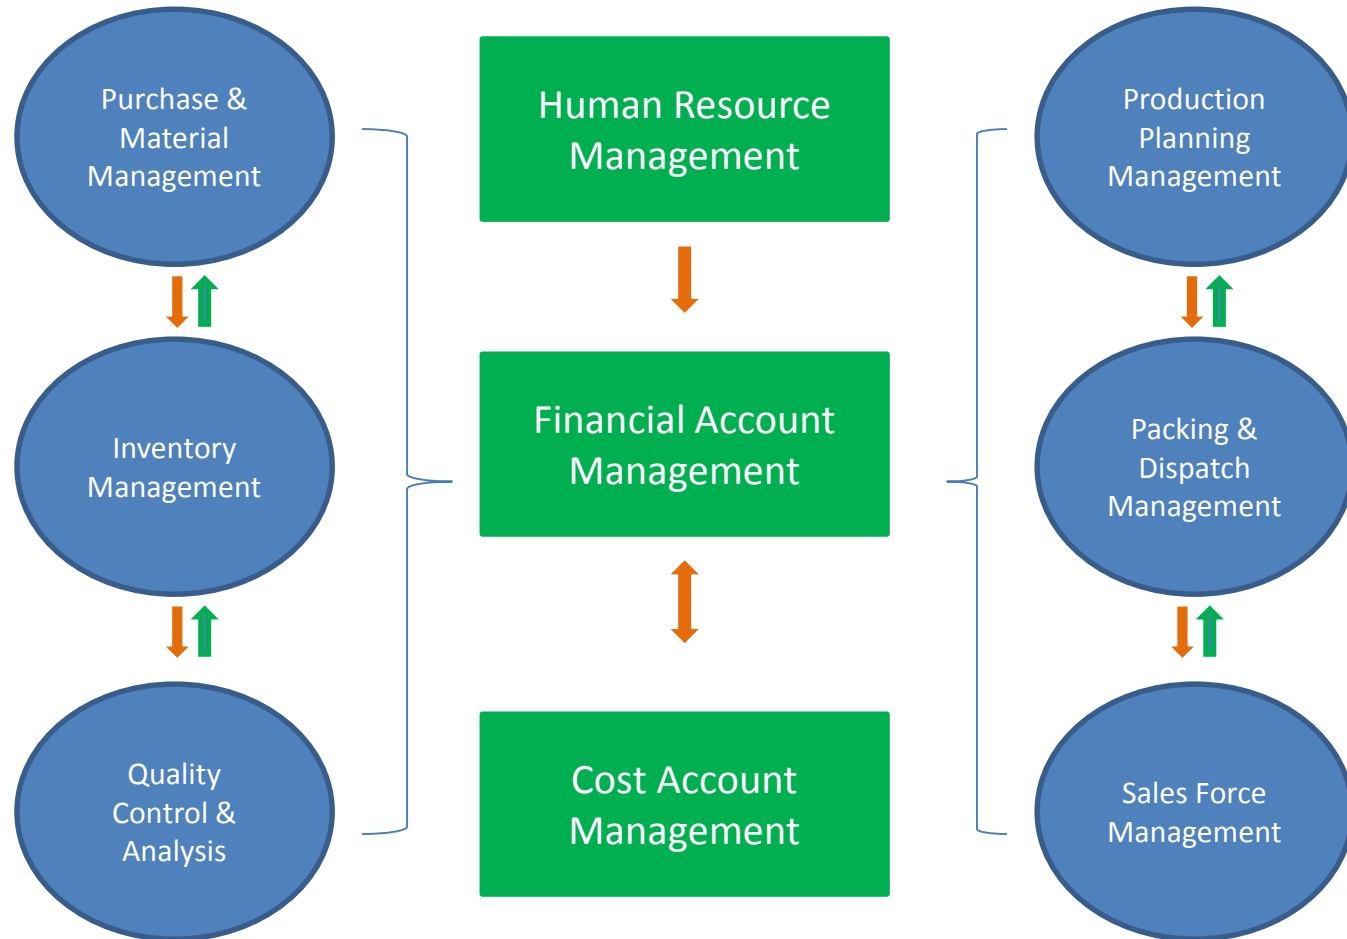 Purchase &
Material
Management
Inventory
Management
Quality
Control &
Analysis
Human Resource
Management
Financial Account
Management
Cost Account
Management
Production
Planning
Management
Packing &
Dispatch
Management
Sales Force
Management